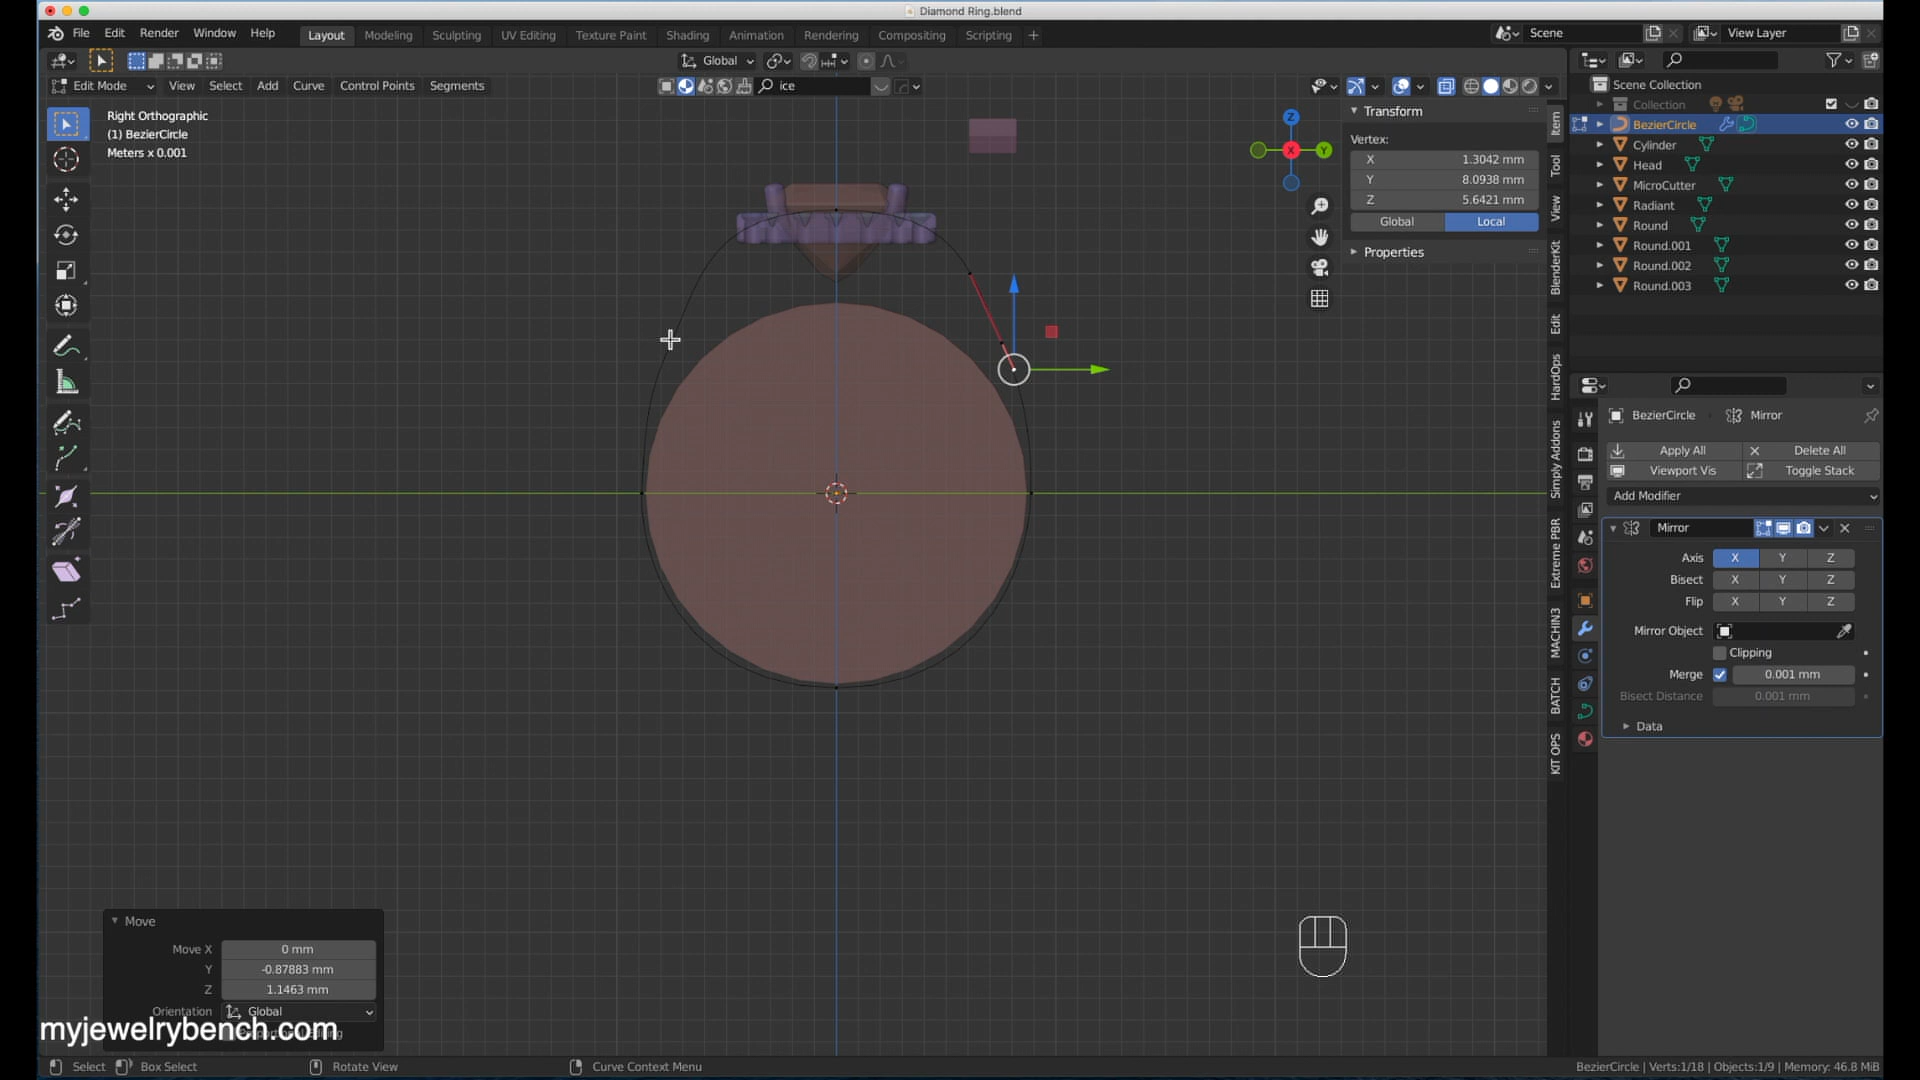 Diamond Ring.blend
File Edit Render Window Help Layout Modeling Sculpting UV Editing Texture Paint Shading Animation Rendering Compositing Scripting + Scene View Layer
Global
Edit Mode View Select Add Curve Control Points Segments ice
Right Orthographic
(1) BezierCircle
Meters x 0.001
Z
X
Y
Transform
Vertex:
X 1.3042 mm
Y 8.0938 mm
Z 5.6421 mm
Global Local
Properties
Item
Tool
View
BlenderKit
Edit
HardOps
Simply Addons
Extreme PBR
MACHIN3
BATCH
KIT OPS
Scene Collection
Collection
BezierCircle
Cylinder
Head
MicroCutter
Radiant
Round
Round.001
Round.002
Round.003
BezierCircle Mirror
Apply All Delete All
Viewport Vis Toggle Stack
Add Modifier
Mirror
Axis X Y Z
Bisect X Y Z
Flip X Y Z
Mirror Object
Clipping
Merge 0.001 mm
Bisect Distance 0.001 mm
Data
Move
Move X 0 mm
Y -0.87883 mm
Z 1.1463 mm
Orientation Global
myjewelrybench.com
Select Box Select Rotate View Curve Context Menu BezierCircle | Verts:1/18 | Objects:1/9 | Memory: 46.8 MiB